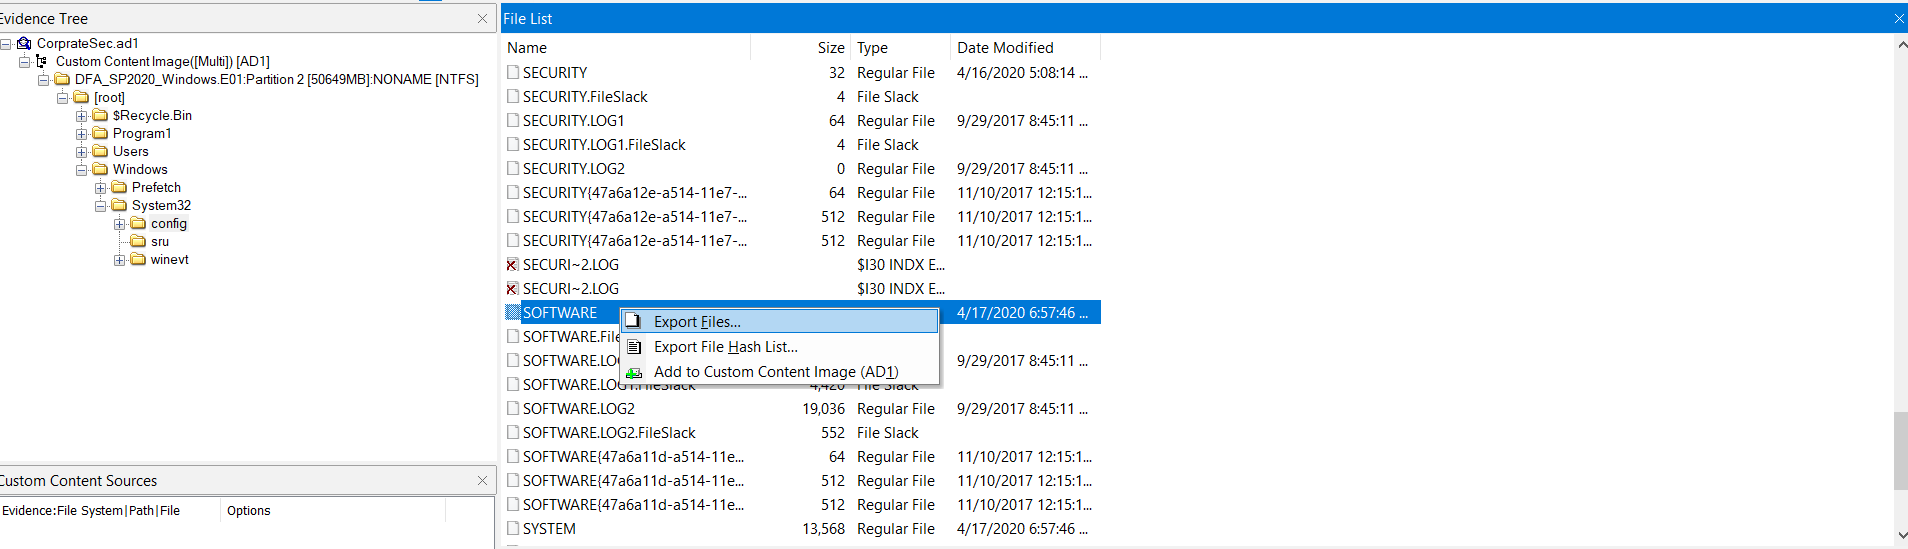 Evidence Tree
CorprateSec.ad1
Custom Content Image([Multi]) [AD1]
DFA_SP2020_Windows.E01:Partition 2 [50649MB]:NONAME [NTFS]
[root]
$Recycle.Bin
Program1
Users
Windows
Prefetch
System32
config
sru
winevt
Custom Content Sources
Evidence:File System|Path|File Options
File List
Name Size Type Date Modified
SECURITY 32 Regular File 4/16/2020 5:08:14 ...
SECURITY.FileSlack 4 File Slack
SECURITY.LOG1 64 Regular File 9/29/2017 8:45:11 ...
SECURITY.LOG1.FileSlack 4 File Slack
SECURITY.LOG2 0 Regular File 9/29/2017 8:45:11 ...
SECURITY{47a6a12e-a514-11e7-... 64 Regular File 11/10/2017 12:15:1...
SECURITY{47a6a12e-a514-11e7-... 512 Regular File 11/10/2017 12:15:1...
SECURITY{47a6a12e-a514-11e7-... 512 Regular File 11/10/2017 12:15:1...
SECURI~2.LOG $I30 INDX E...
SECURI~2.LOG $I30 INDX E...
SOFTWARE 4/17/2020 6:57:46 ...
Export Files...
SOFTWARE.File
Export File Hash List...
SOFTWARE.LO 9/29/2017 8:45:11 ...
Add to Custom Content Image (AD1)
SOFTWARE.LOG1.FileSlack 4,420 File Slack
SOFTWARE.LOG2 19,036 Regular File 9/29/2017 8:45:11 ...
SOFTWARE.LOG2.FileSlack 552 File Slack
SOFTWARE{47a6a11d-a514-11e... 64 Regular File 11/10/2017 12:15:1...
SOFTWARE{47a6a11d-a514-11e... 512 Regular File 11/10/2017 12:15:1...
SOFTWARE{47a6a11d-a514-11e... 512 Regular File 11/10/2017 12:15:1...
SYSTEM 13,568 Regular File 4/17/2020 6:57:46 ...